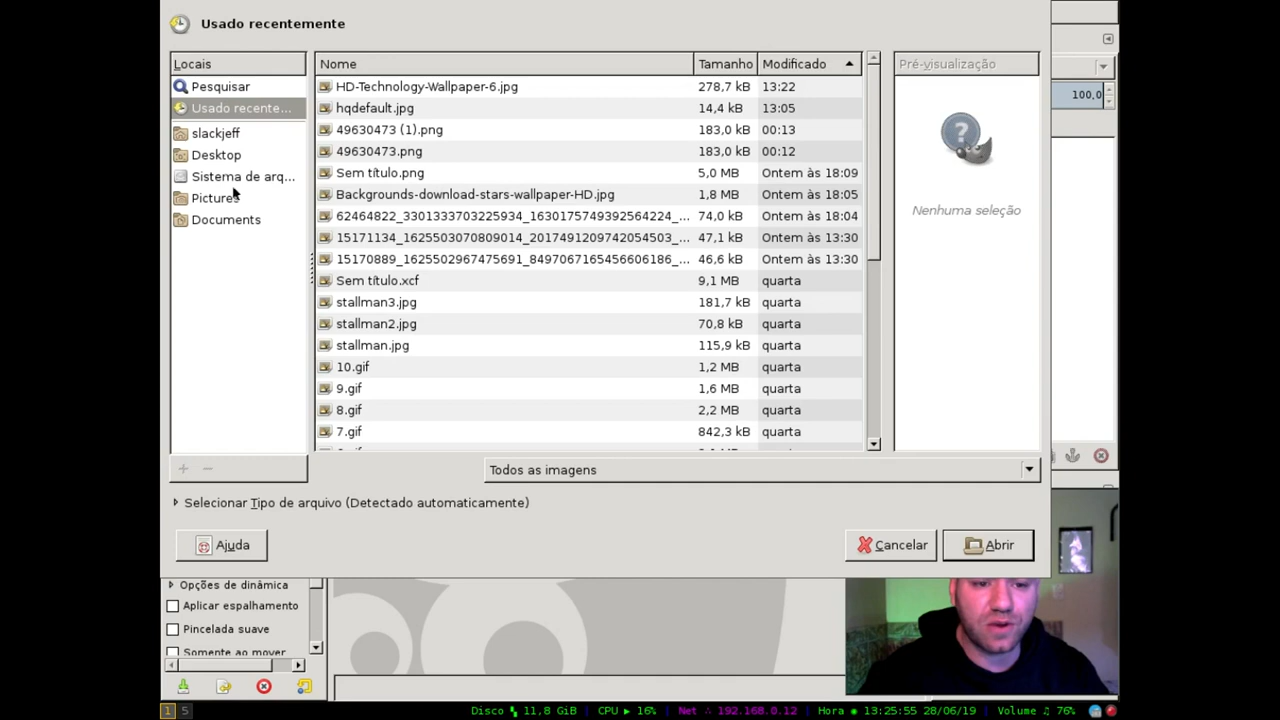 Usado recentemente
Locais
Nome Tamanho Modificado
Pré-visualização
Pesquisar
Usado recente...
slackjeff
Desktop
Sistema de arq...
Pictures
Documents
HD-Technology-Wallpaper-6.jpg 278,7 kB 13:22
hqdefault.jpg 14,4 kB 13:05
49630473 (1).png 183,0 kB 00:13
49630473.png 183,0 kB 00:12
Sem título.png 5,0 MB Ontem às 18:09
Backgrounds-download-stars-wallpaper-HD.jpg 1,8 MB Ontem às 18:05
62464822_3301333703225934_1630175749392564224_... 74,0 kB Ontem às 18:04
15171134_1625503070809014_2017491209742054503_... 47,1 kB Ontem às 13:30
15170889_1625502967475691_8497067165456606186_... 46,6 kB Ontem às 13:30
Sem título.xcf 9,1 MB quarta
stallman3.jpg 181,7 kB quarta
stallman2.jpg 70,8 kB quarta
stallman.jpg 115,9 kB quarta
10.gif 1,2 MB quarta
9.gif 1,6 MB quarta
8.gif 2,2 MB quarta
7.gif 842,3 kB quarta
Nenhuma seleção
100,0
Todos as imagens
Selecionar Tipo de arquivo (Detectado automaticamente)
Ajuda
Cancelar
Abrir
Opções de dinâmica
Aplicar espalhamento
Pincelada suave
Somente ao mover
1 5
Disco 11,8 GiB CPU ▶ 16% Net 192.168.0.12 Hora 13:25:55 28/06/19 Volume ♫ 76%